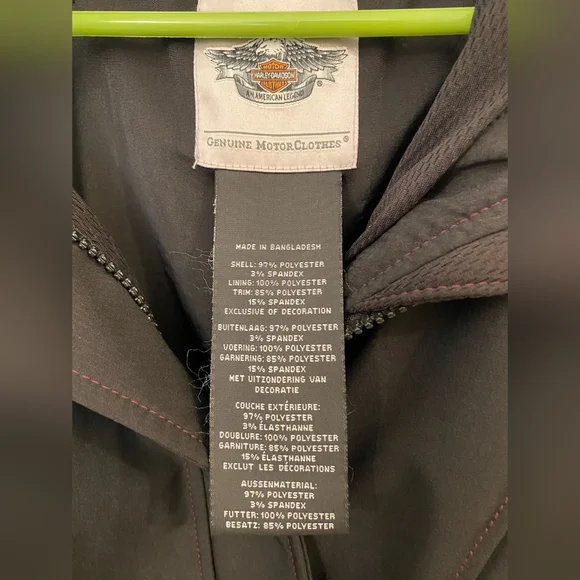 MOTOR
HARLEY-DAVIDSON
CLOTHES
AN AMERICAN LEGEND
GENUINE MOTORCLOTHES®
MADE IN BANGLADESH
SHELL: 97% POLYESTER
3% SPANDEX
LINING: 100% POLYESTER
TRIM: 85% POLYESTER
15% SPANDEX
EXCLUSIVE OF DECORATION
BUITENLAAG: 97% POLYESTER
3% SPANDEX
VOERING: 100% POLYESTER
GARNERING: 85% POLYESTER
15% SPANDEX
MET UITZONDERING VAN
DECORATIE
COUCHE EXTÉRIEURE:
97% POLYESTER
3% ÉLASTHANNE
DOUBLURE: 100% POLYESTER
GARNITURE: 85% POLYESTER
15% ÉLASTHANNE
EXCLUT LES DÉCORATIONS
AUSSENMATERIAL:
97% POLYESTER
3% SPANDEX
FUTTER: 100% POLYESTER
BESATZ: 85% POLYESTER